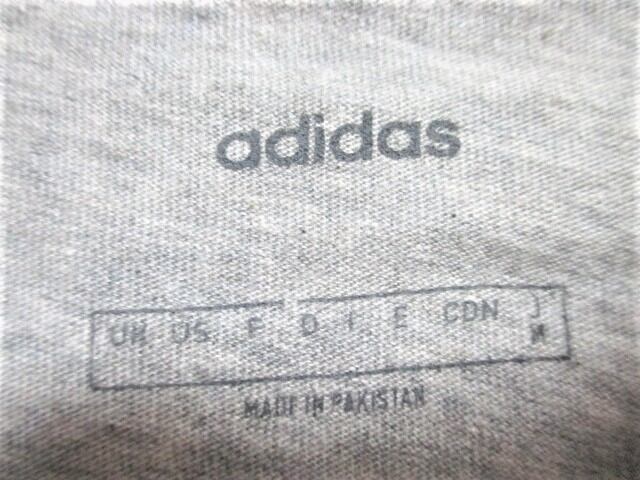 adidas
UK US F D I E CDN J
MADE IN PAKISTAN